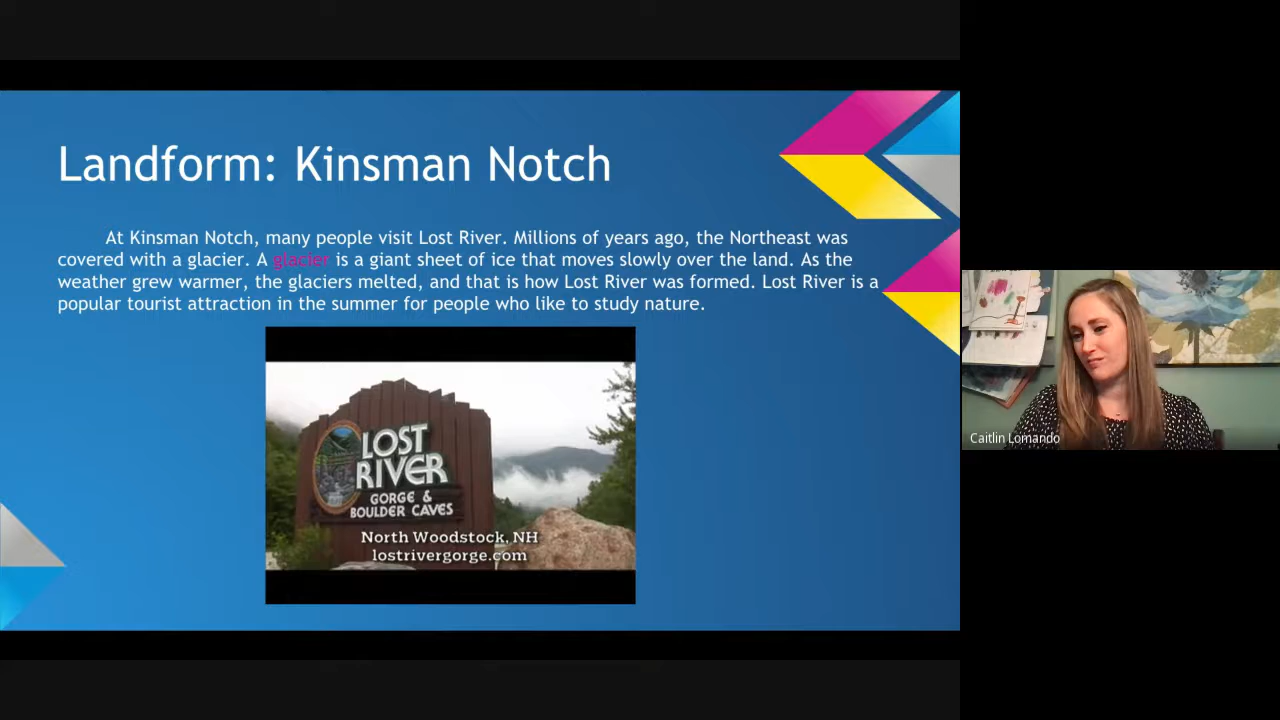 Landform: Kinsman Notch
At Kinsman Notch, many people visit Lost River. Millions of years ago, the Northeast was
covered with a glacier. A glacier is a giant sheet of ice that moves slowly over the land. As the
weather grew warmer, the glaciers melted, and that is how Lost River was formed. Lost River is a
popular tourist attraction in the summer for people who like to study nature.
LOST
RIVER
GORGE &
BOULDER CAVES
North Woodstock, NH
lostrivergorge.com
Caitlin Lomando